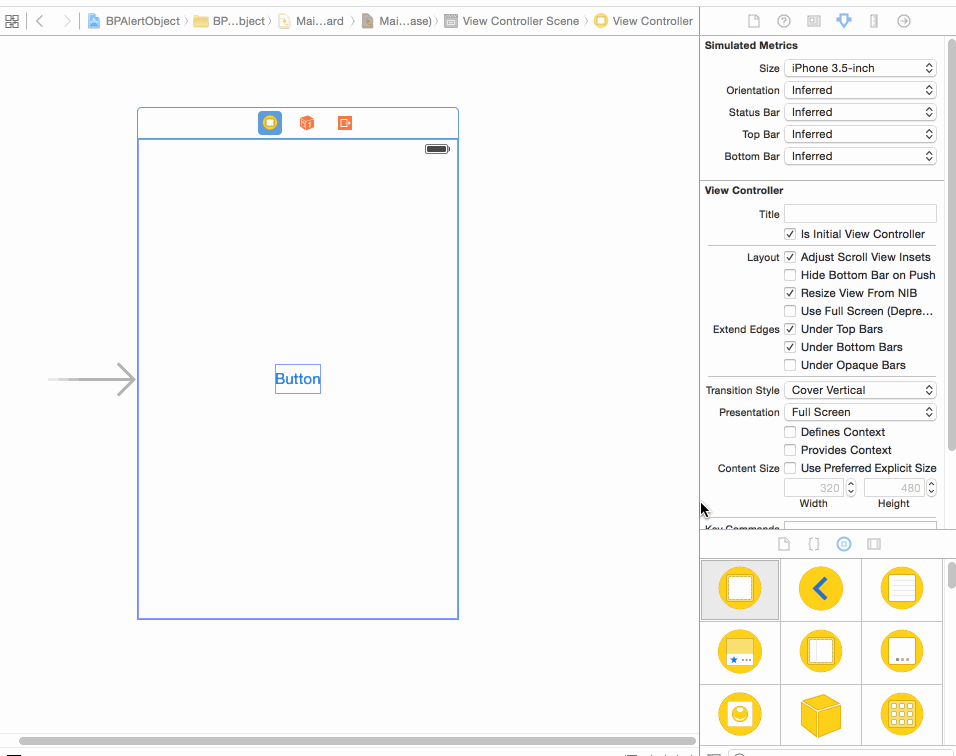 BPAlertObject BP...bject Mai....ard Mai...ase) View Controller Scene View Controller
Simulated Metrics
Size iPhone 3.5-inch
Orientation Inferred
Status Bar Inferred
Top Bar Inferred
Bottom Bar Inferred
View Controller
Title
Is Initial View Controller
Layout Adjust Scroll View Insets
Hide Bottom Bar on Push
Resize View From NIB
Use Full Screen (Depre...
Extend Edges Under Top Bars
Under Bottom Bars
Under Opaque Bars
Transition Style Cover Vertical
Presentation Full Screen
Defines Context
Provides Context
Content Size Use Preferred Explicit Size
320 480
Width Height
Key Commands
Button